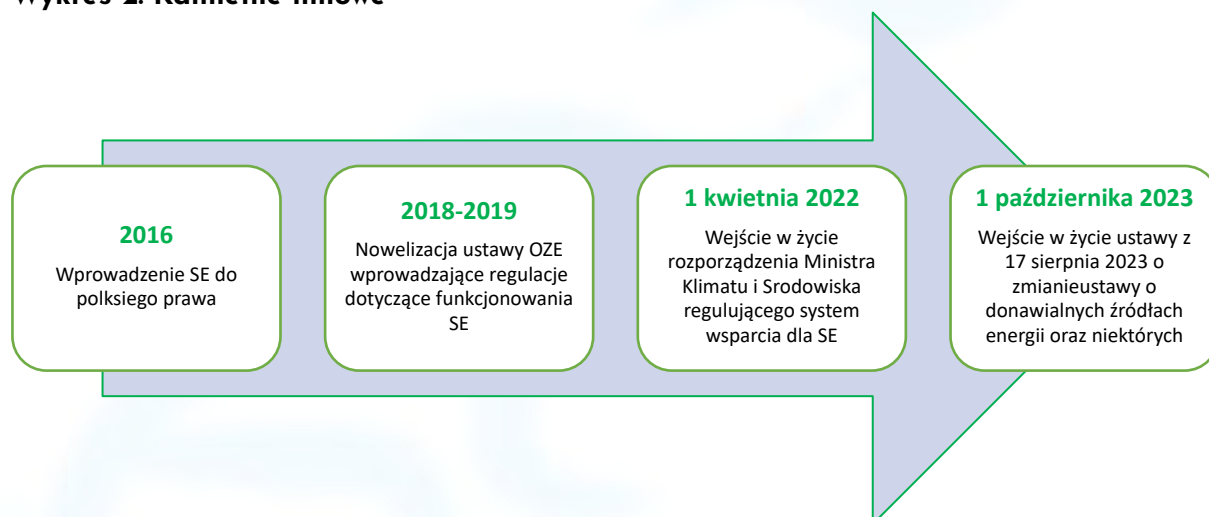 Wykres 2. Kamienie milowe
2016
Wprowadzenie SE do
polksiego prawa
2018-2019
Nowelizacja ustawy OZE
wprowadzające regulacje
dotyczące funkcjonowania
SE
1 kwietnia 2022
Wejście w życie
rozporządzenia Ministra
Klimatu i Srodowiska
regulującego system
wsparcia dla SE
1 października 2023
Wejście w życie ustawy z
17 sierpnia 2023 o
zmianieustawy o
donawialnych źródłach
energii oraz niektórych